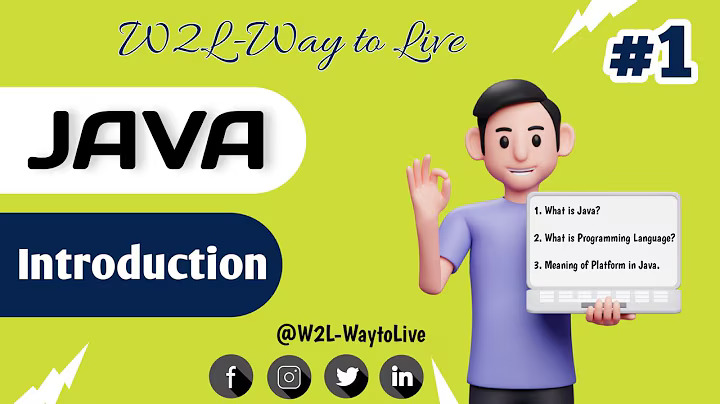 W2L-Way to Live
#1
JAVA
Introduction
1. What is Java?
2. What is Programming Language?
3. Meaning of Platform in Java.
@W2L-WaytoLive